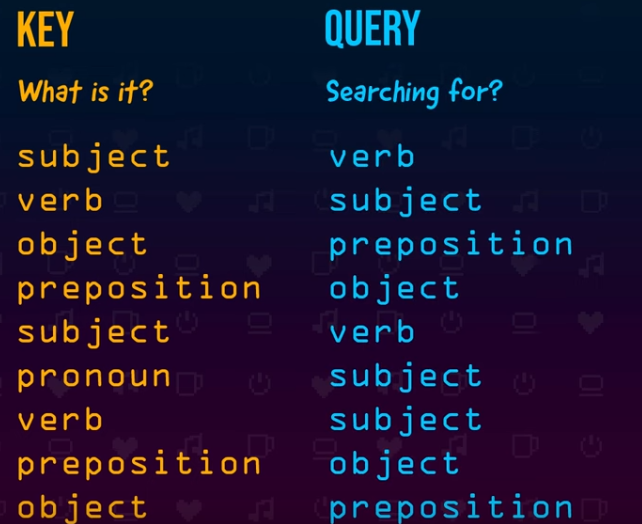 KEY QUERY
What is it? Searching for?
subject verb
verb subject
object preposition
preposition object
subject verb
pronoun subject
verb subject
preposition object
object preposition